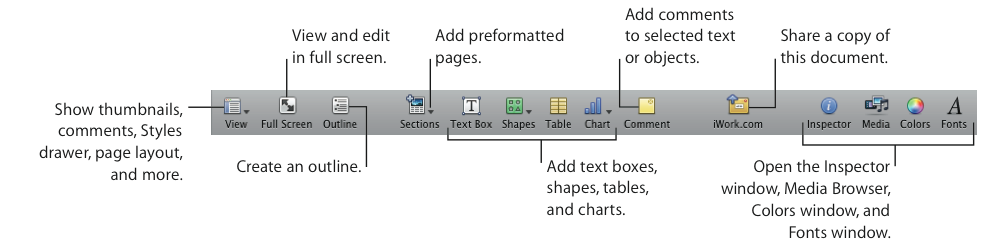 Add comments
to selected text
or objects.
View and edit
in full screen.
Add preformatted
pages.
Share a copy of
this document.
Show thumbnails,
comments, Styles
drawer, page layout,
and more.
View
Full Screen
Outline
Sections
Text Box
Shapes
Table
Chart
Comment
iWork.com
Inspector
Media
Colors
Fonts
Create an outline.
Add text boxes,
shapes, tables,
and charts.
Open the Inspector
window, Media Browser,
Colors window, and
Fonts window.